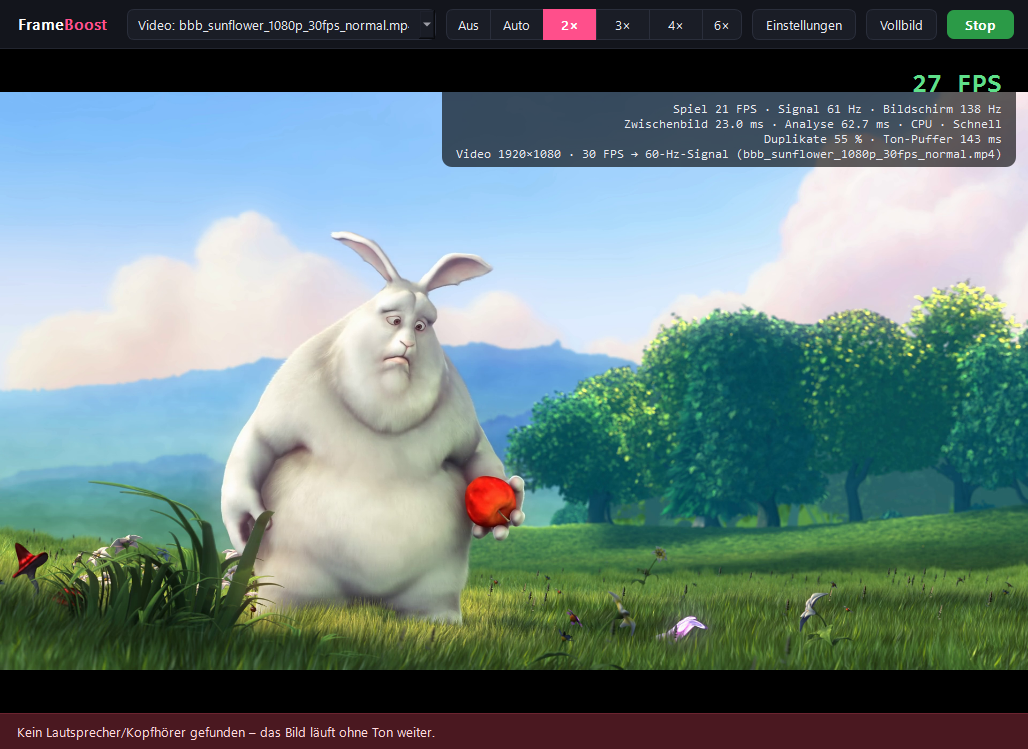 FrameBoost Video: bbb_sunflower_1080p_30fps_normal.mp Aus Auto 2× 3× 4× 6× Einstellungen Vollbild Stop
27 FPS
Spiel 21 FPS · Signal 61 Hz · Bildschirm 138 Hz
Zwischenbild 23.0 ms · Analyse 62.7 ms · CPU · Schnell
Duplikate 55 % · Ton-Puffer 143 ms
Video 1920×1080 · 30 FPS → 60-Hz-Signal (bbb_sunflower_1080p_30fps_normal.mp4)
Kein Lautsprecher/Kopfhörer gefunden – das Bild läuft ohne Ton weiter.